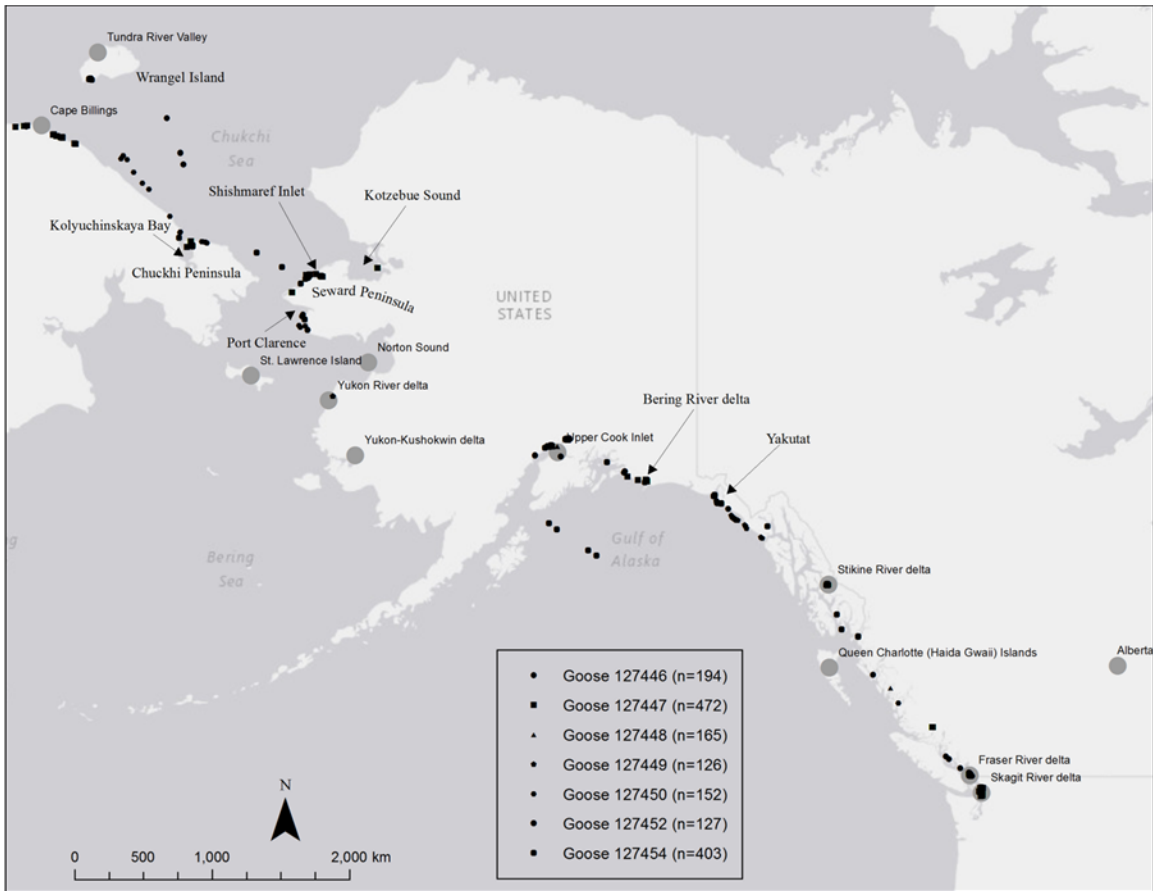 Tundra River Valley
Wrangel Island
Cape Billings
Chukchi
Sea
Shishmaref Inlet
Kotzebue Sound
Kolyuchinskaya Bay
Chuckhi Peninsula
Seward Peninsula
UNITED
STATES
Port Clarence
Norton Sound
St. Lawrence Island
Yukon River delta
Bering River delta
Yukon-Kushokwin delta
Upper Cook Inlet
Yakutat
Gulf of
Alaska
Bering
Sea
Stikine River delta
Queen Charlotte (Haida Gwaii) Islands
Alberta
Goose 127446 (n=194)
Goose 127447 (n=472)
Goose 127448 (n=165)
Goose 127449 (n=126)
Goose 127450 (n=152)
Goose 127452 (n=127)
Goose 127454 (n=403)
Fraser River delta
Skagit River delta
N
0 500 1,000 2,000 km